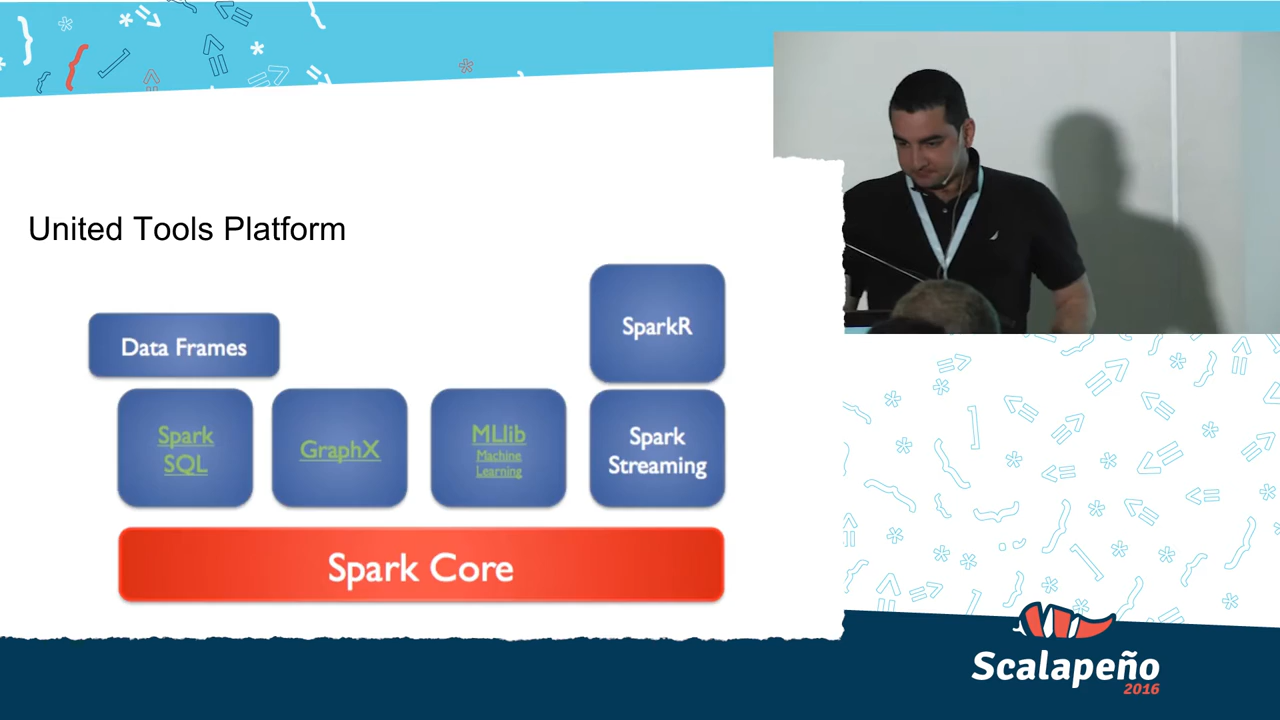 United Tools Platform
SparkR
Data Frames
Spark
SQL
GraphX
MLlib
Machine
Learning
Spark
Streaming
Spark Core
Scalapeño
2016